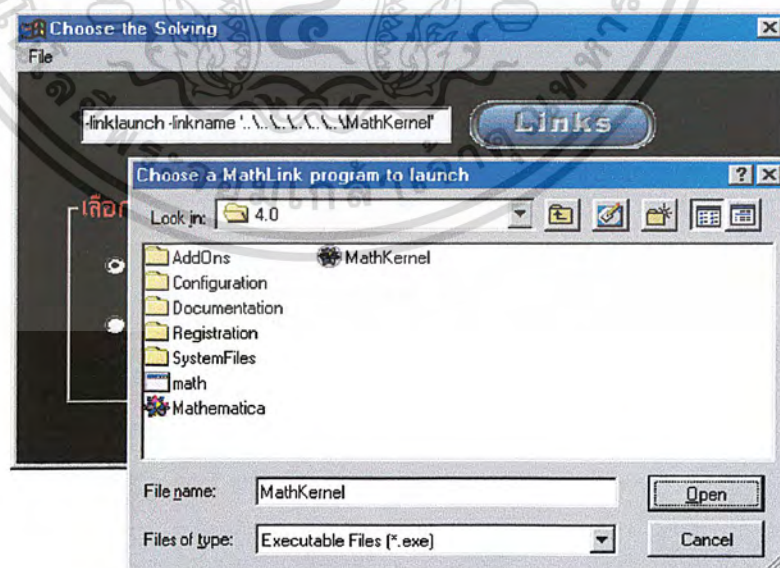 Choose the Solving
File
-linklaunch -linkname '..\..\..\..\..\..\MathKernel'
Links
Choose a MathLink program to launch
เลือก
Look in:
4.0
AddOns
MathKernel
Configuration
Documentation
Registration
SystemFiles
math
Mathematica
File name:
MathKernel
Open
Files of type:
Executable Files (*.exe)
Cancel